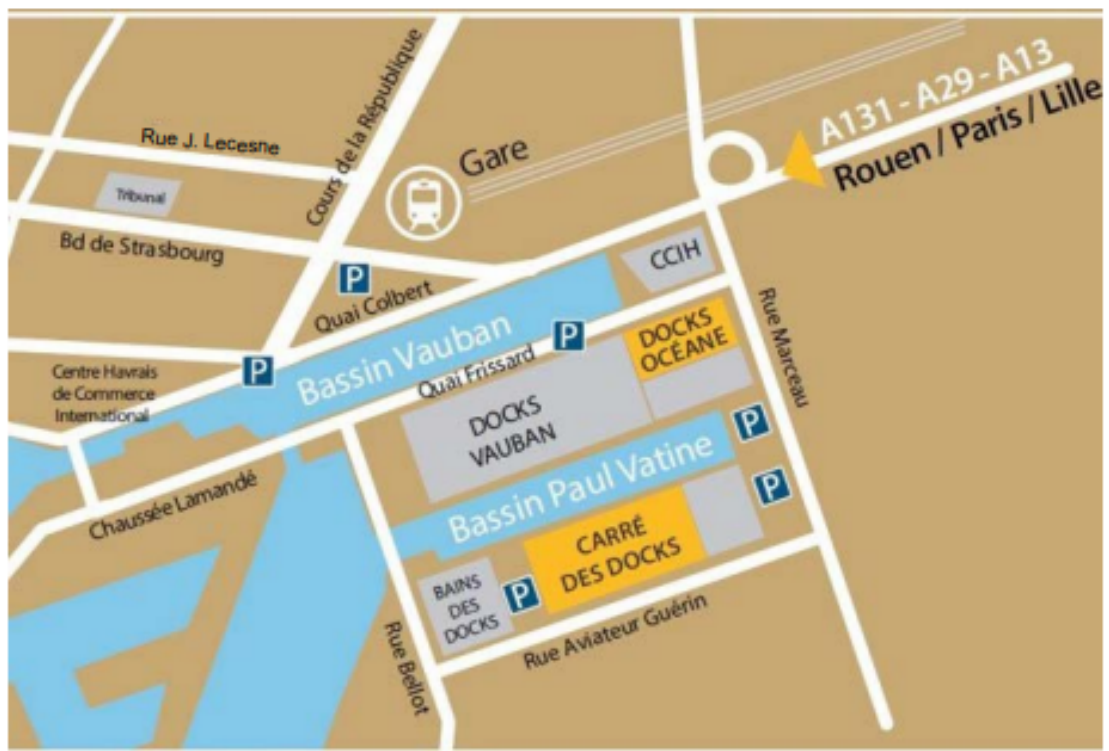 Rue J. Lecesne
Cours de la République
Gare
A131 - A29 - A13
Rouen / Paris / Lille
Tribunal
Bd de Strasbourg
P
Quai Colbert
CCIH
Rue Marceau
Bassin Vauban
P
P
Quai Frissard
DOCKS
OCÉANE
Centre Havrais
de Commerce
International
DOCKS
VAUBAN
P
Bassin Paul Vatine
P
Chaussée Lamandé
CARRÉ
DES DOCKS
BAINS
DES
DOCKS
P
Rue Aviateur Guérin
Rue Bellot